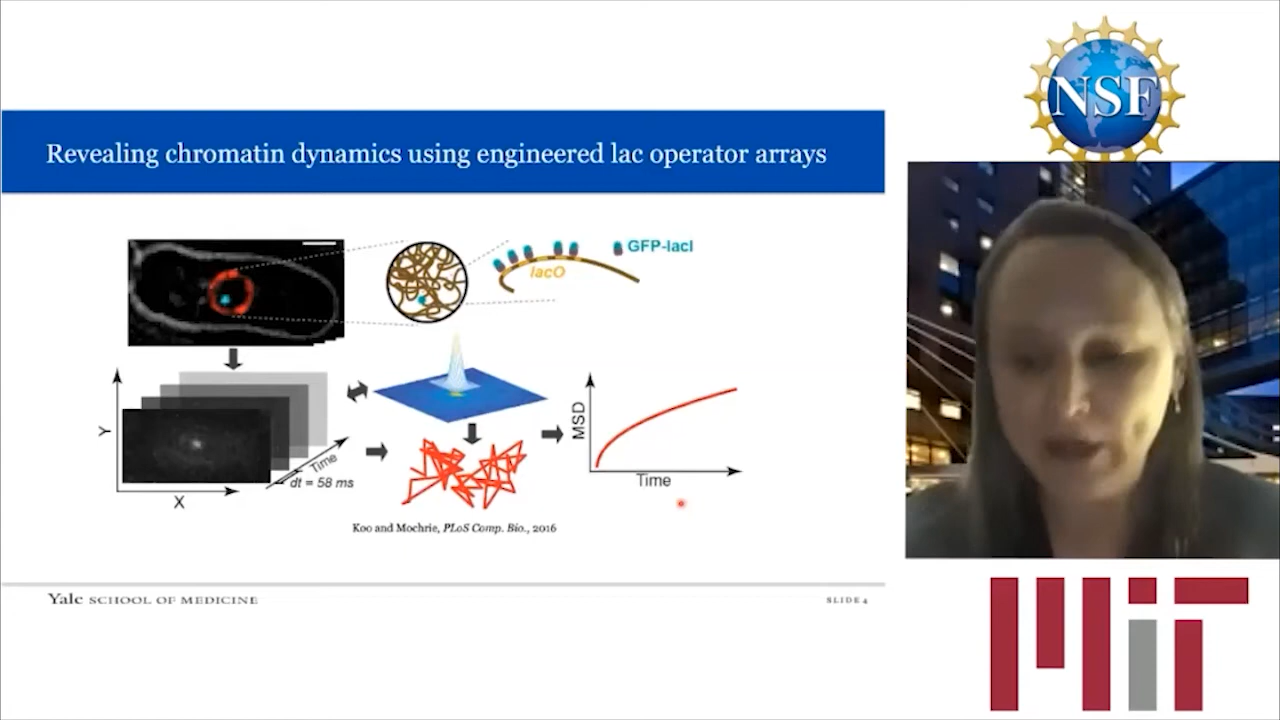 NSF
Revealing chromatin dynamics using engineered lac operator arrays
GFP-lacI
lacO
Y
X
Time
dt = 58 ms
MSD
Time
Koo and Mochrie, PLoS Comp. Bio., 2016
Yale SCHOOL OF MEDICINE
SLIDE 4
MIT